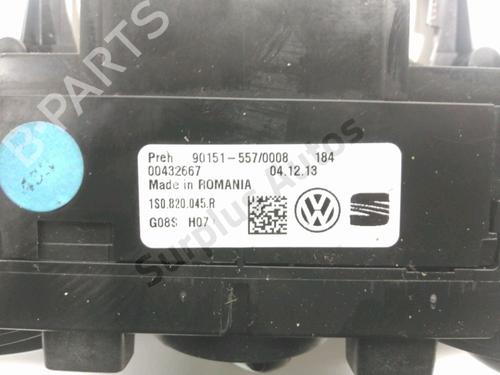 Preh 90151-557/0008 184
00432667 04.12.13
Made in ROMANIA
1S0.820.045.R
G08S H07
B-PARTS
Surplus Autos